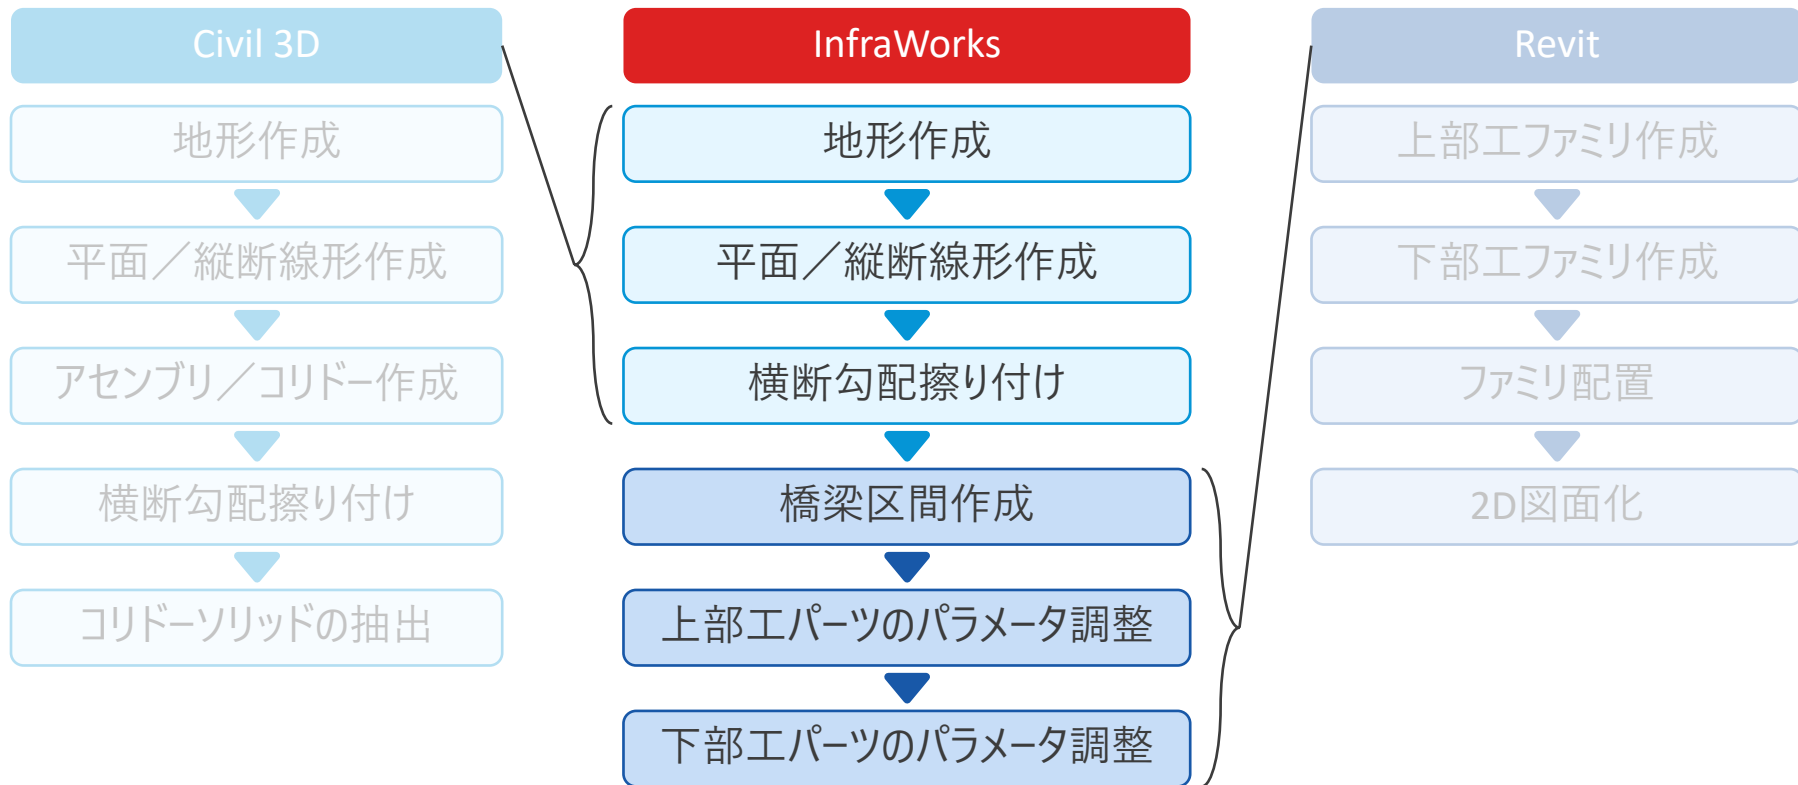 Civil 3D
地形作成
平面／縦断線形作成
アセンブリ／コリドー作成
横断勾配擦り付け
コリドーソリッドの抽出
InfraWorks
地形作成
平面／縦断線形作成
横断勾配擦り付け
橋梁区間作成
上部工パーツのパラメータ調整
下部工パーツのパラメータ調整
Revit
上部工ファミリ作成
下部工ファミリ作成
ファミリ配置
2D図面化